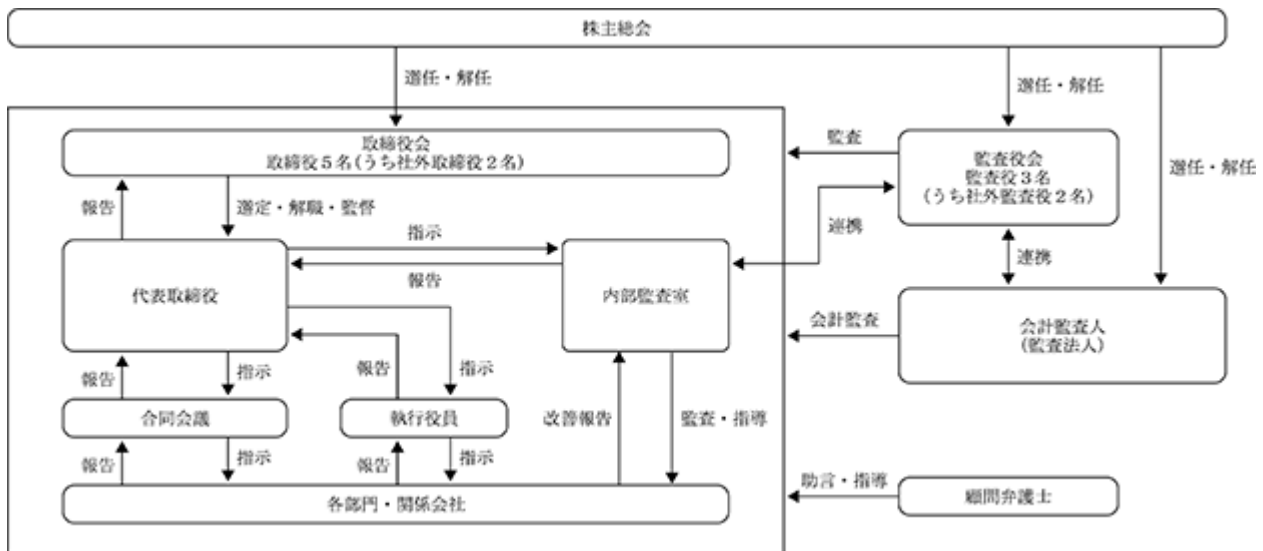 株主総会
選任・解任
選任・解任
選任・解任
取締役会
取締役5名(うち社外取締役2名)
監査
監査役会
監査役3名
(うち社外監査役2名)
報告
選定・解職・監督
指示
連携
連携
代表取締役
報告
内部監査室
会計監査
会計監査人
(監査法人)
報告
指示
報告
指示
合同会議
執行役員
改善報告
監査・指導
報告
指示
報告
指示
各部門・関係会社
助言・指導
顧問弁護士